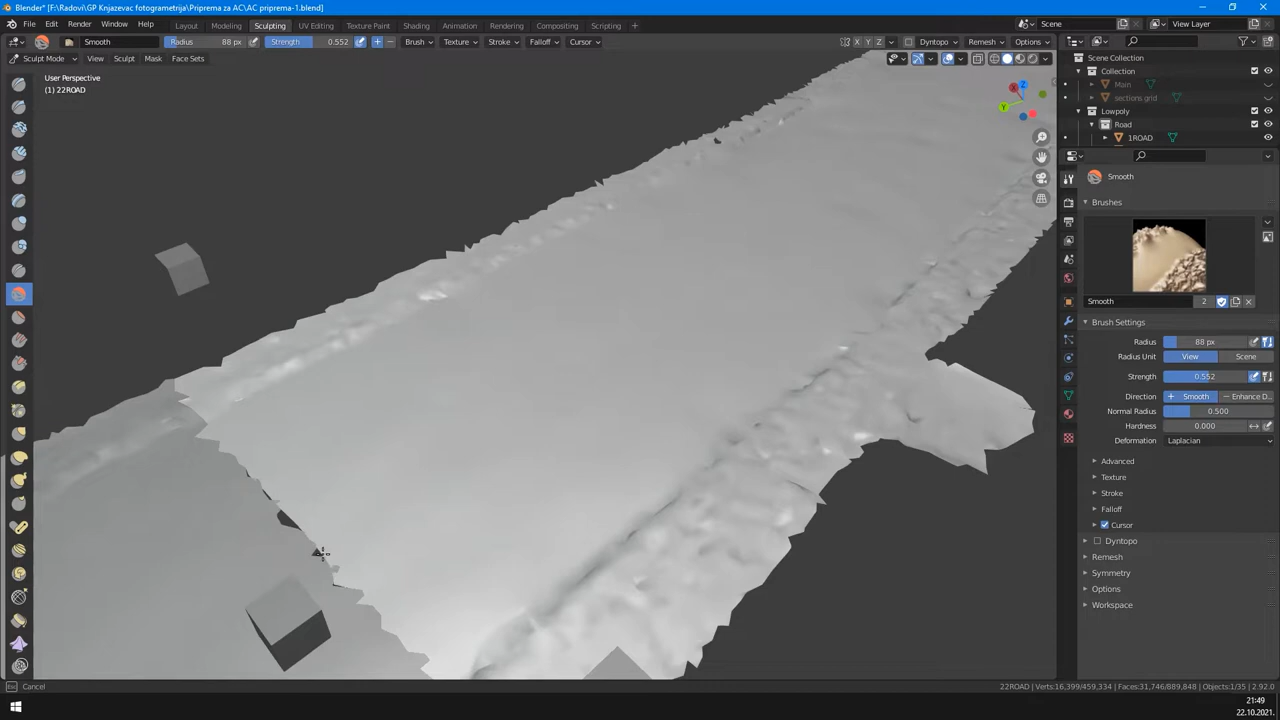 Blender* [F:\Radovi\GP Knjazevac fotogrametrija\Priprema za AC\AC priprema-1.blend]
File Edit Render Window Help Layout Modeling Sculpting UV Editing Texture Paint Shading Animation Rendering Compositing Scripting + Scene View Layer
Smooth Radius 88 px Strength 0.552 + − Brush Texture Stroke Falloff Cursor X Y Z Dyntopo Remesh Options
Sculpt Mode View Sculpt Mask Face Sets
User Perspective
(1) 22ROAD
Z
X
Y
Scene Collection
Collection
Main
sections grid
Lowpoly
Road
1ROAD
Smooth
Brushes
Smooth 2
Brush Settings
Radius 88 px
Radius Unit View Scene
Strength 0.552
Direction + Smooth − Enhance D...
Normal Radius 0.500
Hardness 0.000
Deformation Laplacian
Advanced
Texture
Stroke
Falloff
Cursor
Dyntopo
Remesh
Symmetry
Options
Workspace
Esc Cancel
22ROAD | Verts:16,399/459,334 | Faces:31,746/889,848 | Objects:1/35 | 2.92.0
21:49
22.10.2021.